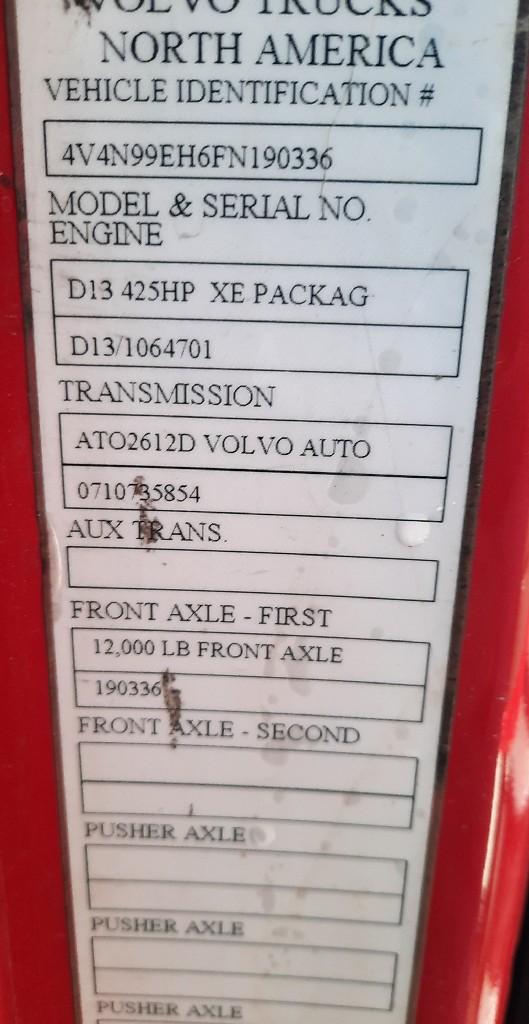 VOLVO TRUCKS
NORTH AMERICA
VEHICLE IDENTIFICATION #
4V4N99EH6FN190336
MODEL & SERIAL NO.
ENGINE
D13 425HP XE PACKAG
D13/1064701
TRANSMISSION
ATO2612D VOLVO AUTO
0710735854
AUX TRANS.
FRONT AXLE - FIRST
12,000 LB FRONT AXLE
190336
FRONT AXLE - SECOND
PUSHER AXLE
PUSHER AXLE
PUSHER AXLE